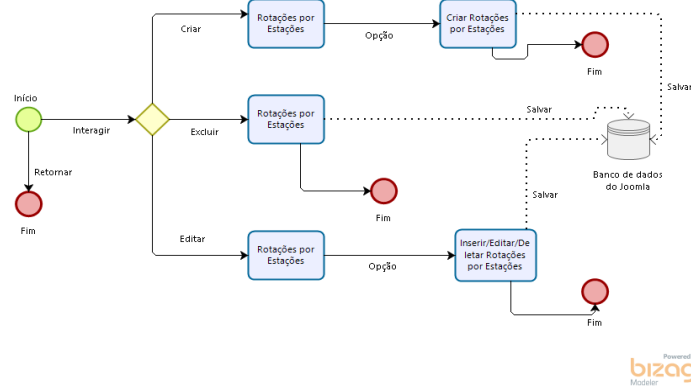 Rotações por
Estações
Criar
Opção
Criar Rotações
por Estações
Fim
Salvar
Início
Interagir
Excluir
Rotações por
Estações
Salvar
Banco de dados
do Joomla
Retornar
Fim
Fim
Salvar
Editar
Rotações por
Estações
Opção
Inserir/Editar/De
letar Rotações
por Estações
Fim
Powered
bizag
Modeler